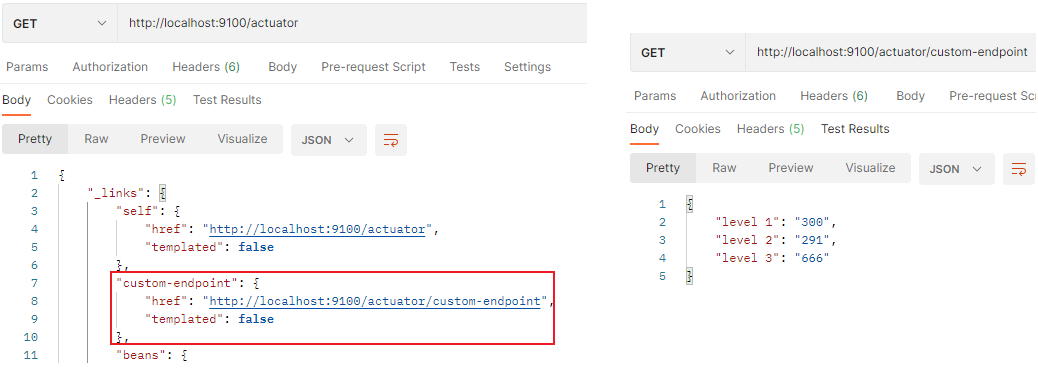 GET http://localhost:9100/actuator
Params Authorization Headers (6) Body Pre-request Script Tests Settings
Body Cookies Headers (5) Test Results
Pretty Raw Preview Visualize JSON
1 {
2 "_links": {
3 "self": {
4 "href": "http://localhost:9100/actuator",
5 "templated": false
6 },
7 "custom-endpoint": {
8 "href": "http://localhost:9100/actuator/custom-endpoint",
9 "templated": false
10 },
11 "beans": {
GET http://localhost:9100/actuator/custom-endpoint
Params Authorization Headers (6) Body Pre-request Scr
Body Cookies Headers (5) Test Results
Pretty Raw Preview Visualize JSON
1 {
2 "level 1": "300",
3 "level 2": "291",
4 "level 3": "666"
5 }